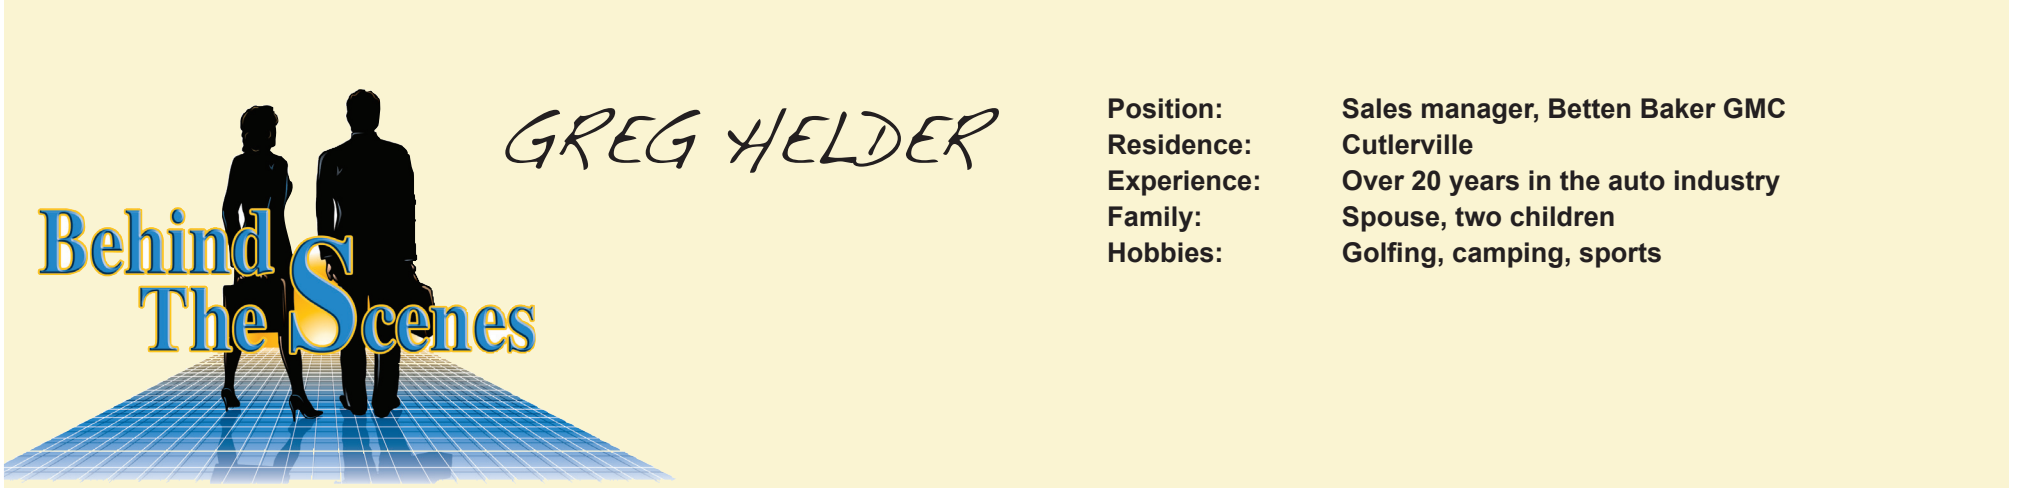 Behind
The Scenes
GREG HELDER
Position: Sales manager, Betten Baker GMC
Residence: Cutlerville
Experience: Over 20 years in the auto industry
Family: Spouse, two children
Hobbies: Golfing, camping, sports